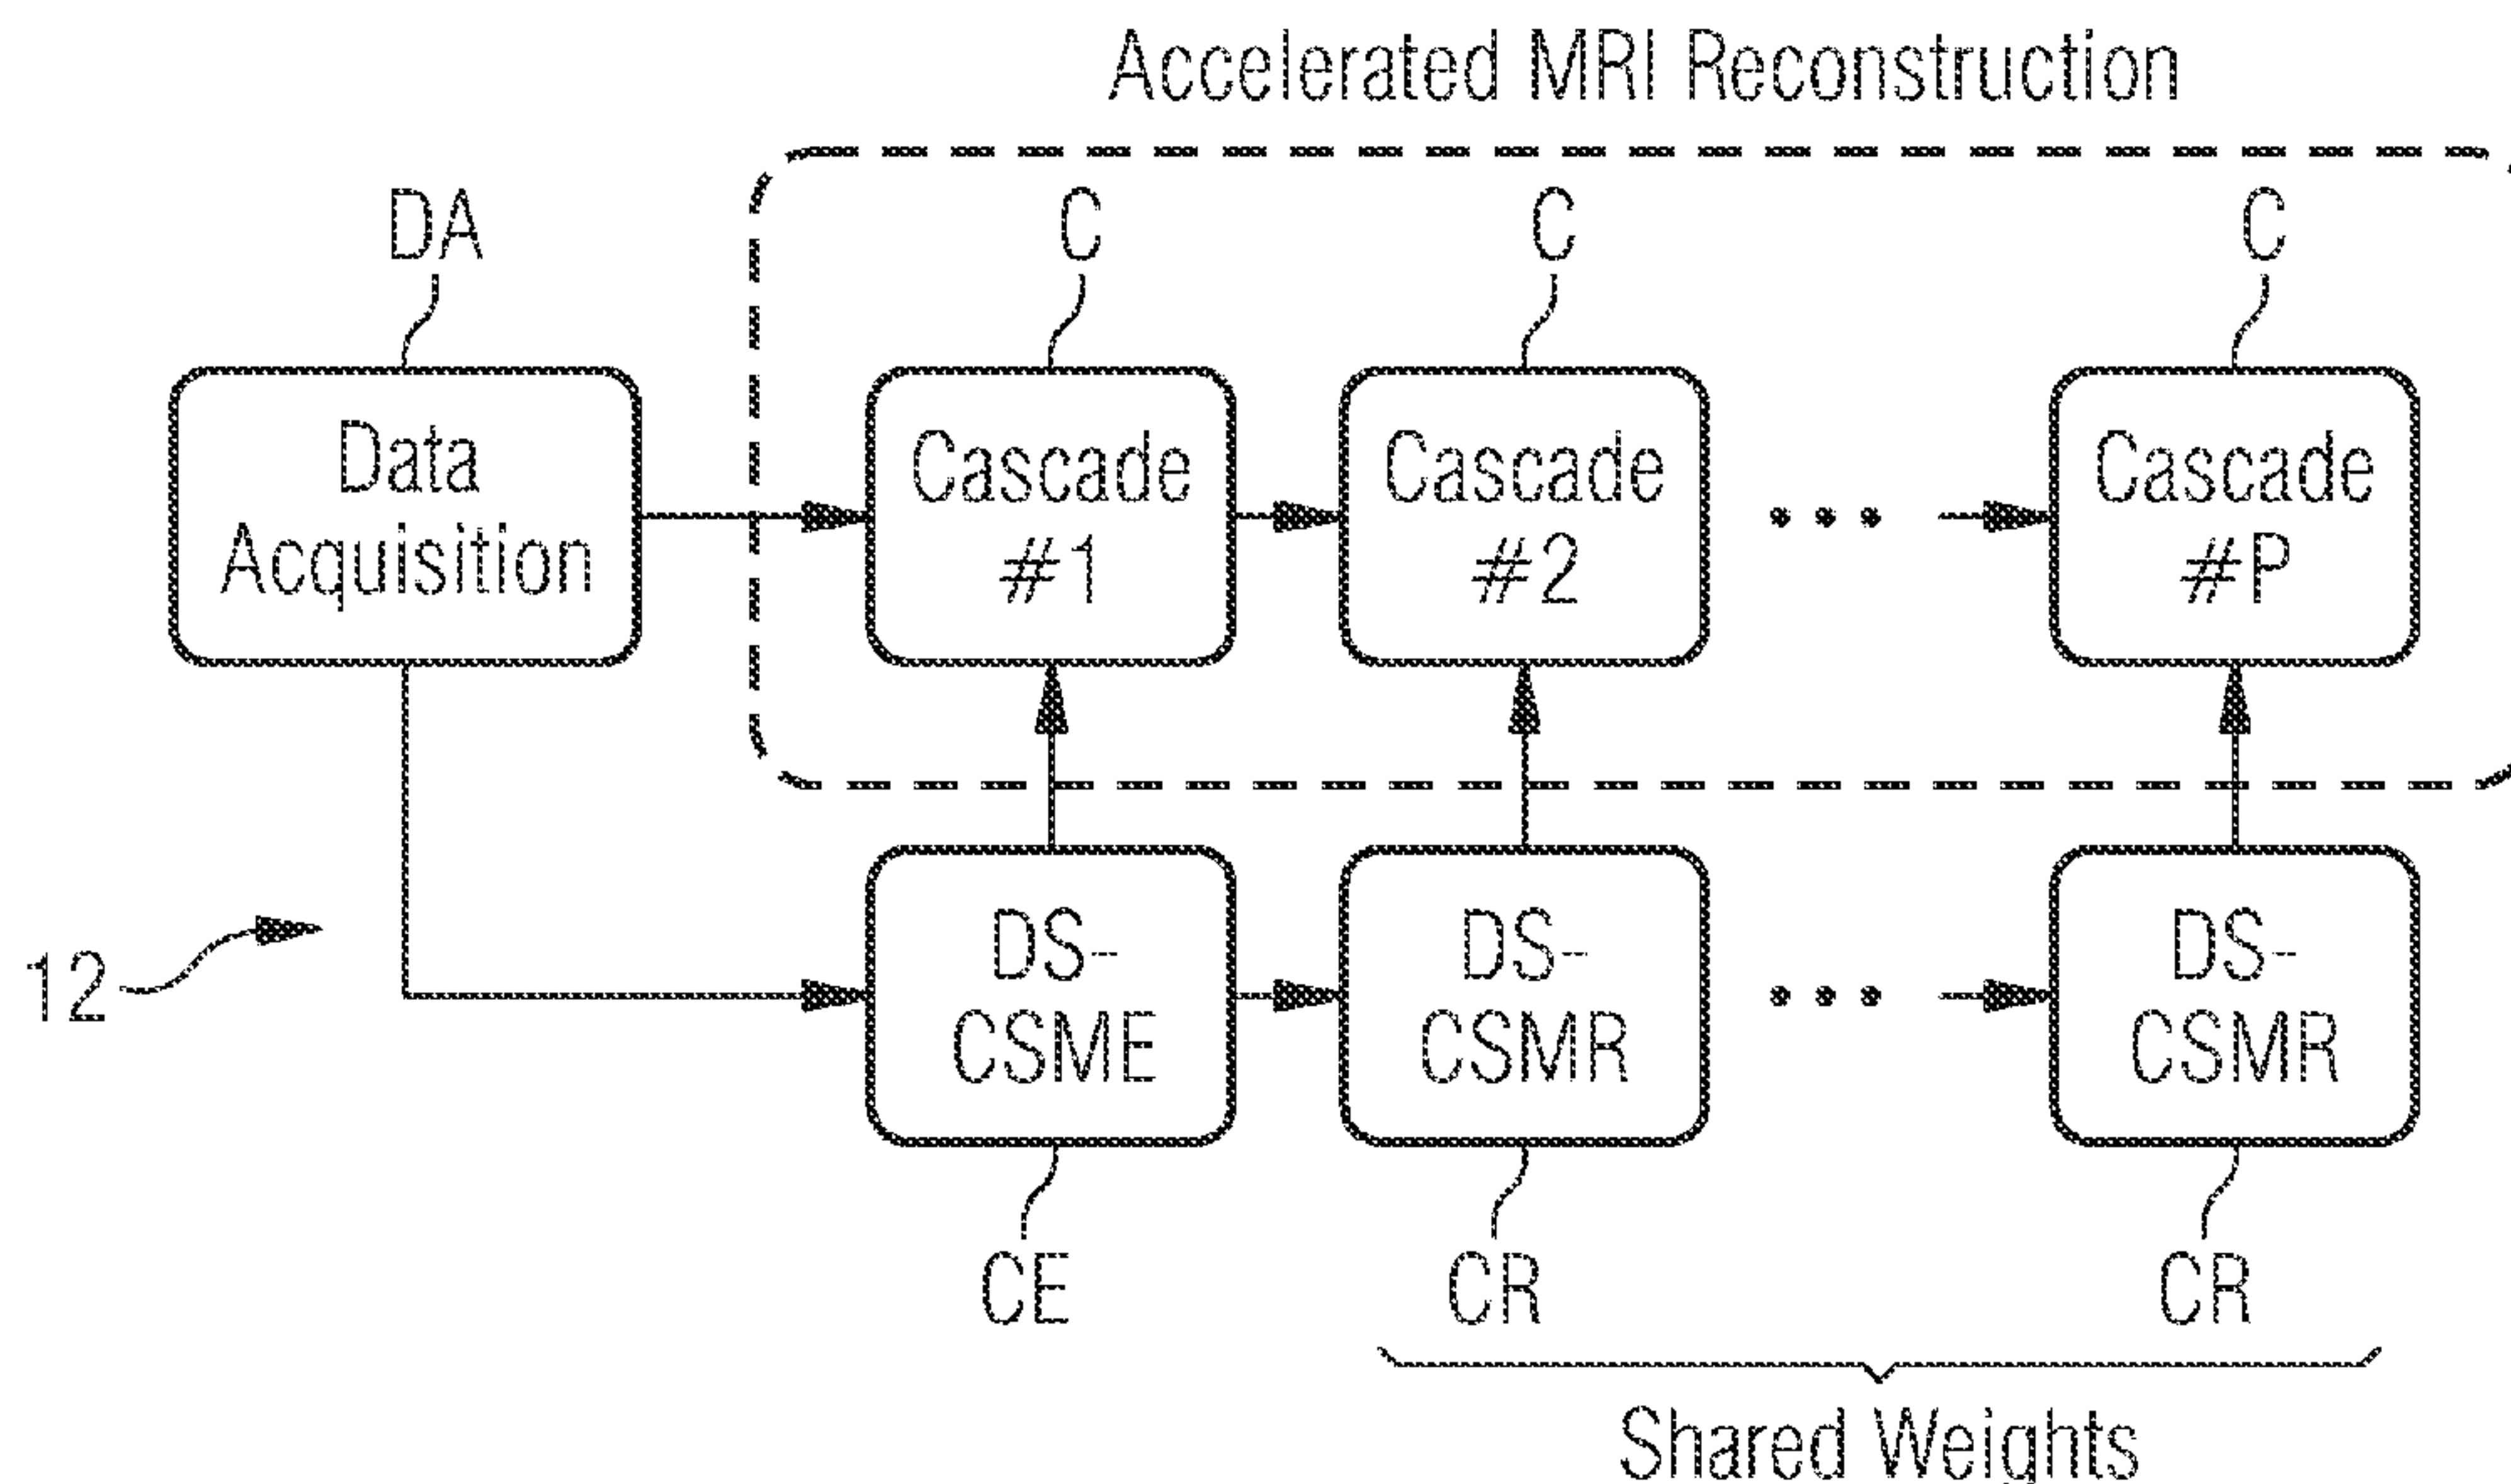 Accelerated MRI Reconstruction
DA
C
C
C
Data
Acquisition
Cascade
#1
Cascade
#2
Cascade
#P
12
DS-
CSME
DS-
CSMR
DS-
CSMR
CE
CR
CR
Shared Weights